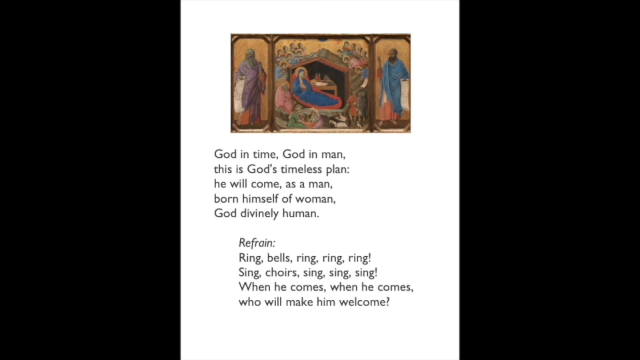 God in time, God in man,
this is God's timeless plan:
he will come, as a man,
born himself of woman,
God divinely human.
Refrain:
Ring, bells, ring, ring, ring!
Sing, choirs, sing, sing, sing!
When he comes, when he comes,
who will make him welcome?